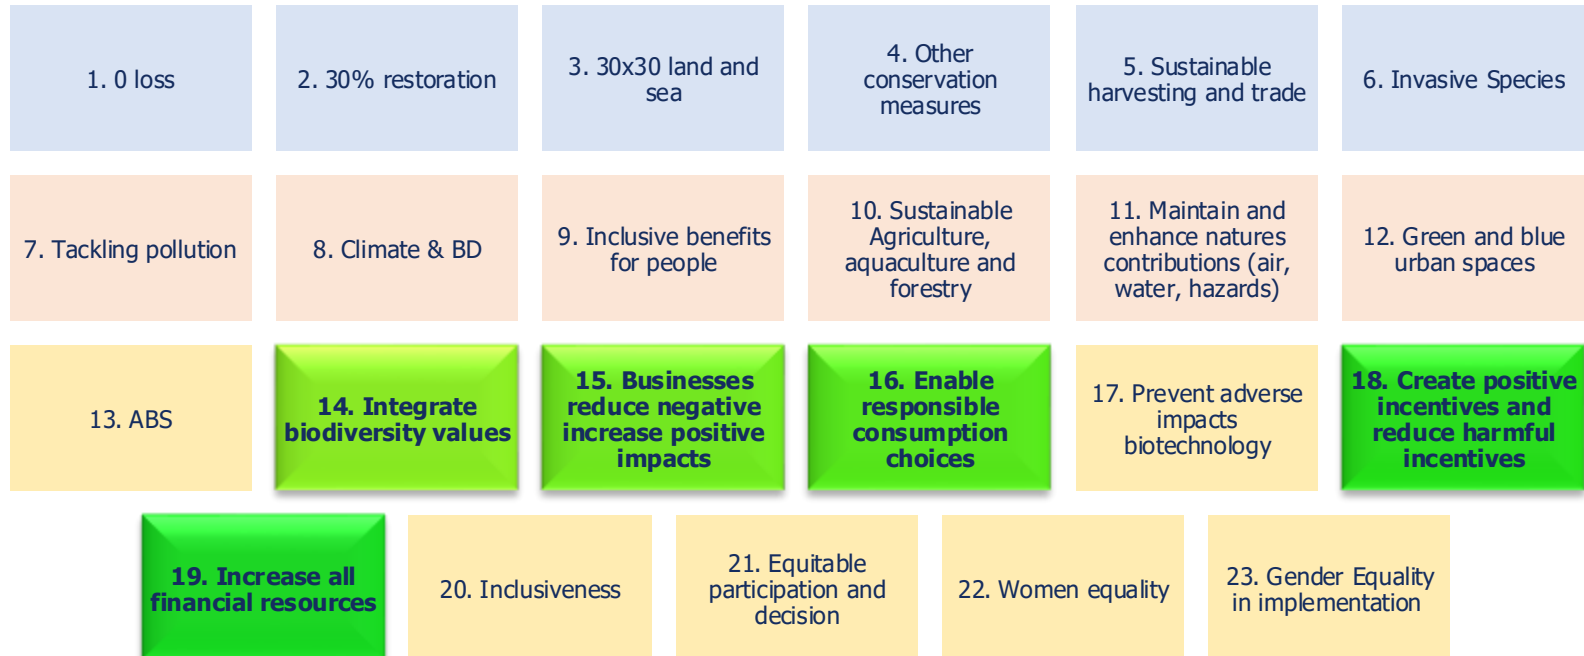 1. 0 loss
2. 30% restoration
3. 30x30 land and
sea
4. Other
conservation
measures
5. Sustainable
harvesting and trade
6. Invasive Species
7. Tackling pollution
8. Climate & BD
9. Inclusive benefits
for people
10. Sustainable
Agriculture,
aquaculture and
forestry
11. Maintain and
enhance natures
contributions (air,
water, hazards)
12. Green and blue
urban spaces
13. ABS
14. Integrate
biodiversity values
15. Businesses
reduce negative
increase positive
impacts
16. Enable
responsible
consumption
choices
17. Prevent adverse
impacts
biotechnology
18. Create positive
incentives and
reduce harmful
incentives
19. Increase all
financial resources
20. Inclusiveness
21. Equitable
participation and
decision
22. Women equality
23. Gender Equality
in implementation